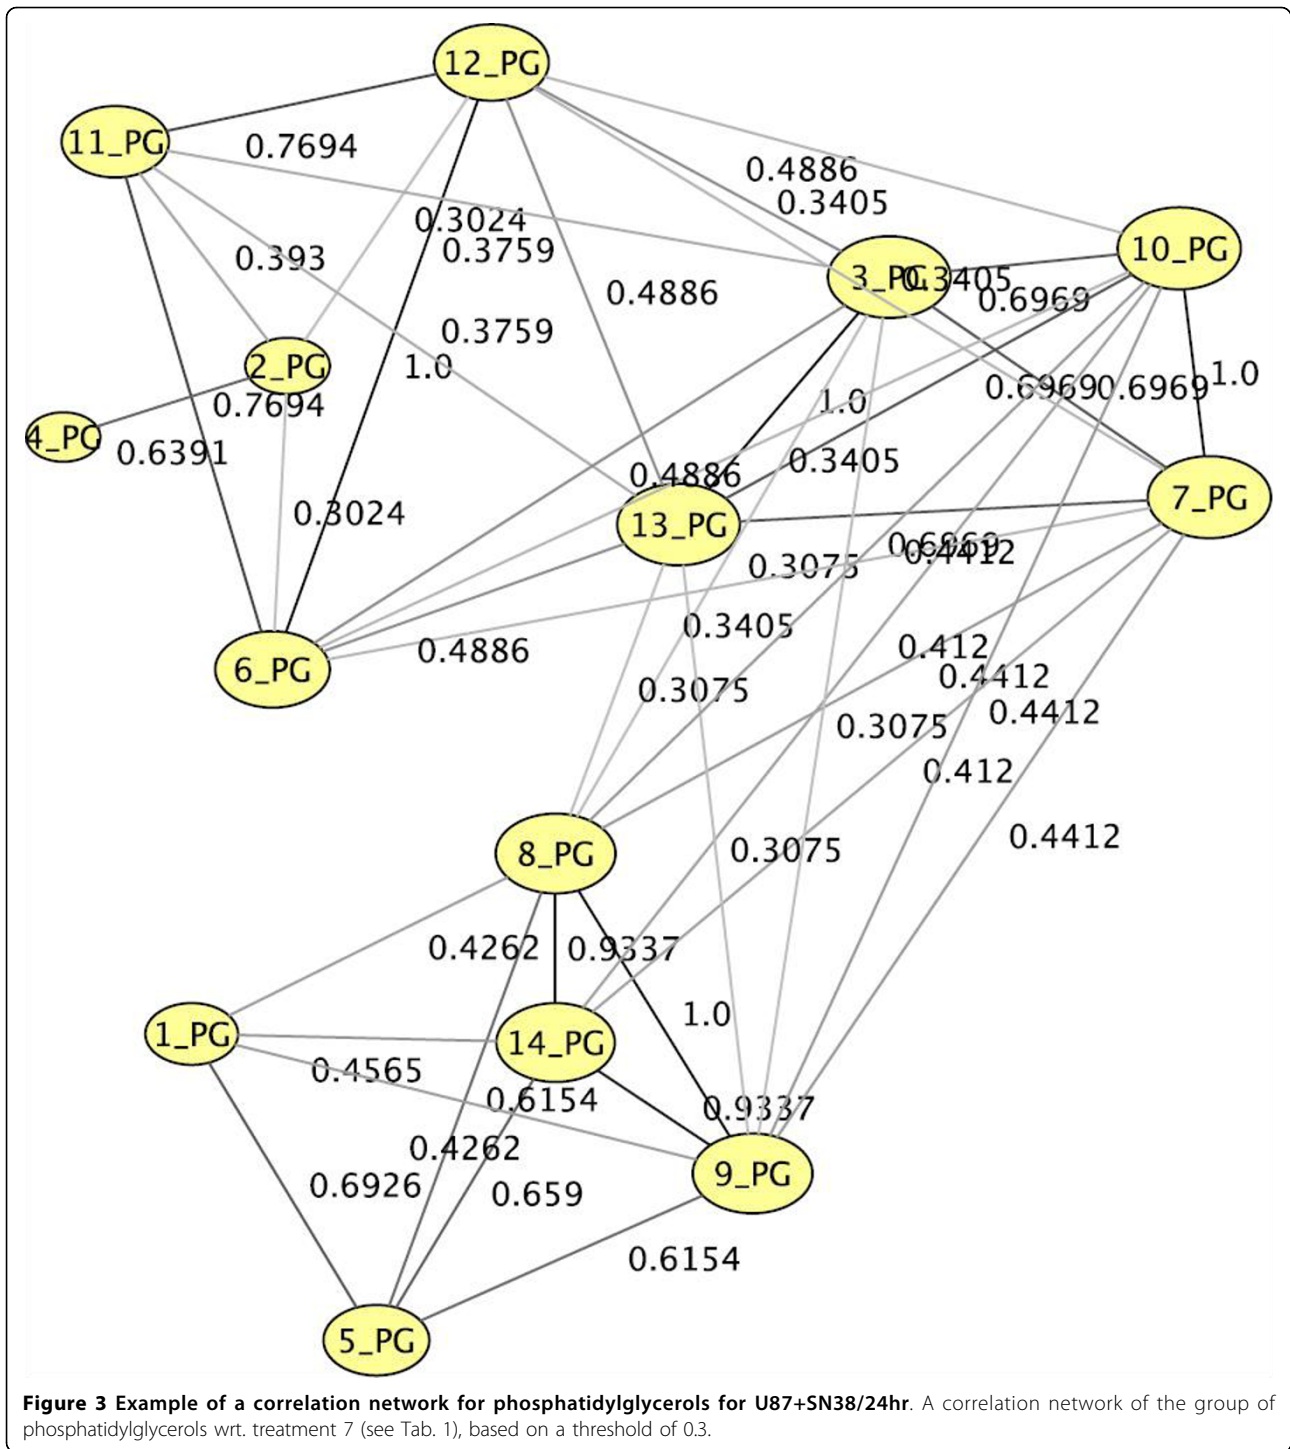 12_PG
11_PG
0.7694
0.4886
0.3405
0.3024
0.3759
10_PG
0.393
3_PG
0.3405
0.6969
0.4886
0.3759
1.0
2_PG
1.0
0.6969
0.6969
1.0
0.7694
4_PG
0.6391
0.3405
0.4886
7_PG
0.3024
13_PG
0.6969
0.4412
0.3075
0.3405
0.4886
6_PG
0.412
0.4412
0.3075
0.4412
0.3075
0.412
0.4412
0.3075
8_PG
0.4262
0.9337
1.0
1_PG
14_PG
0.4565
0.6154
0.9337
0.4262
9_PG
0.6926
0.659
0.6154
5_PG
Figure 3 Example of a correlation network for phosphatidylglycerols for U87+SN38/24hr. A correlation network of the group of
phosphatidylglycerols wrt. treatment 7 (see Tab. 1), based on a threshold of 0.3.